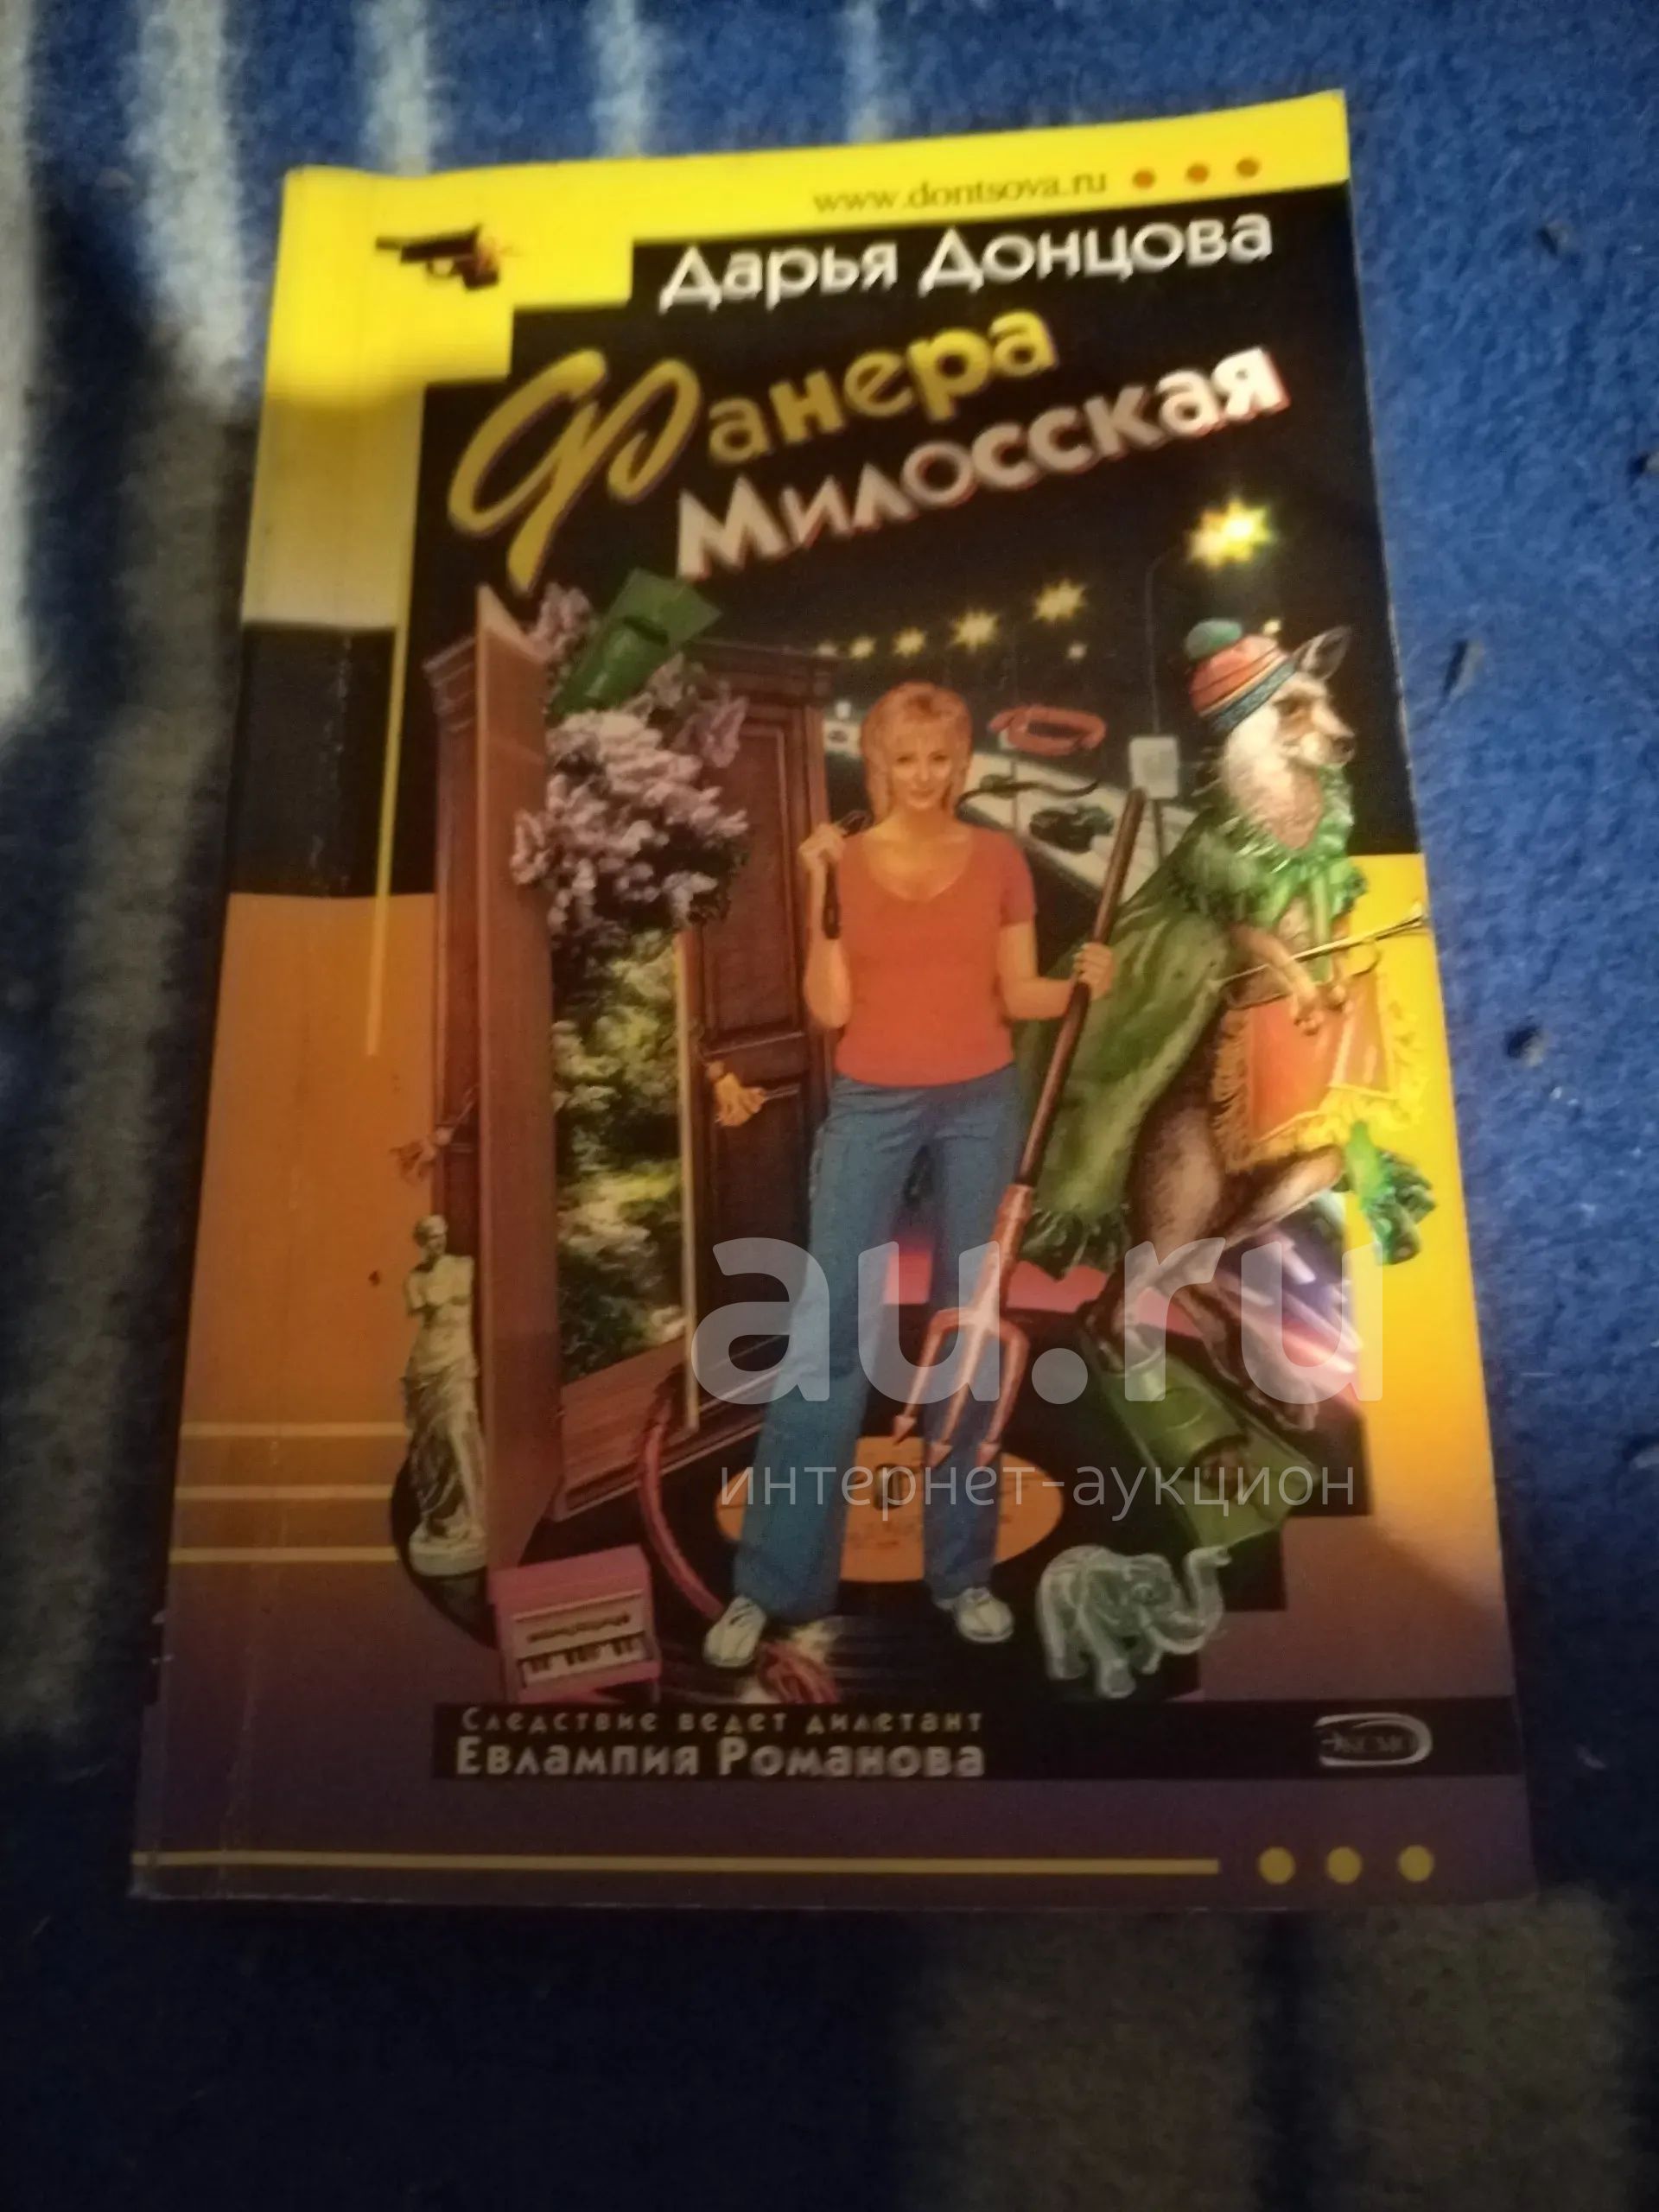 www.dontsova.ru
Дарья Донцова
Фанера
Милосская
au.ru
интернет-аукцион
Следствие ведет дилетант
Евлампия Романова
ЭКСМО